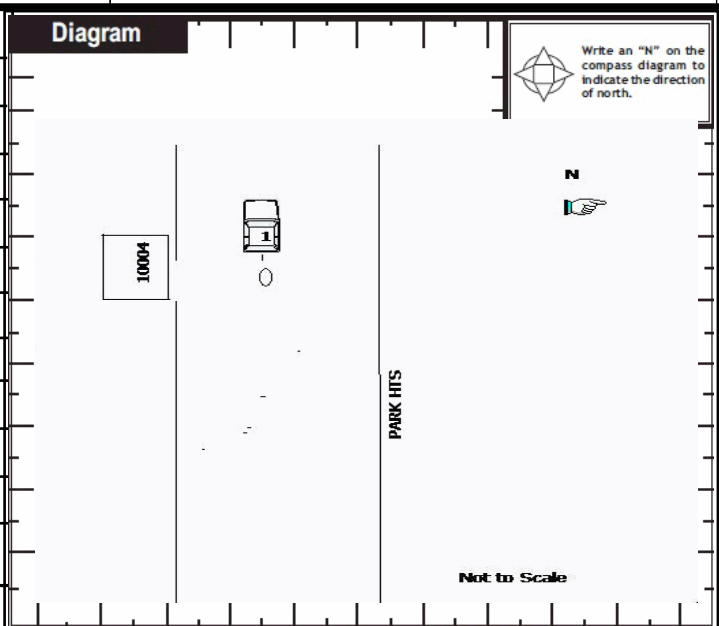 Diagram
Write an “N” on the
compass diagram to
indicate the direction
of north.
N
1
10004
PARK HTS
Not to Scale